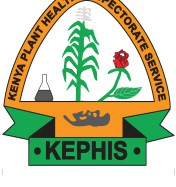 KENYA PLANT HEALTH INSPECTORATE SERVICE
• KEPHIS •